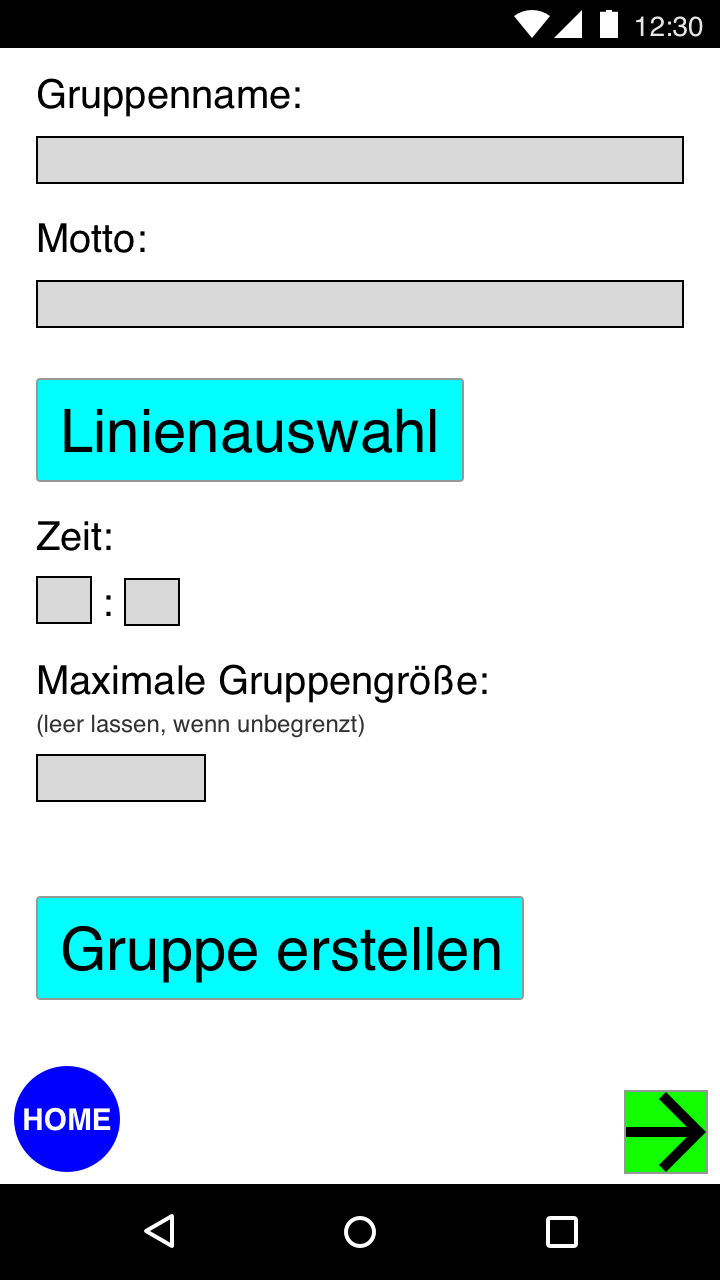 12:30
Gruppenname:
Motto:
Linienauswahl
Zeit:
:
Maximale Gruppengröße:
(leer lassen, wenn unbegrenzt)
Gruppe erstellen
HOME